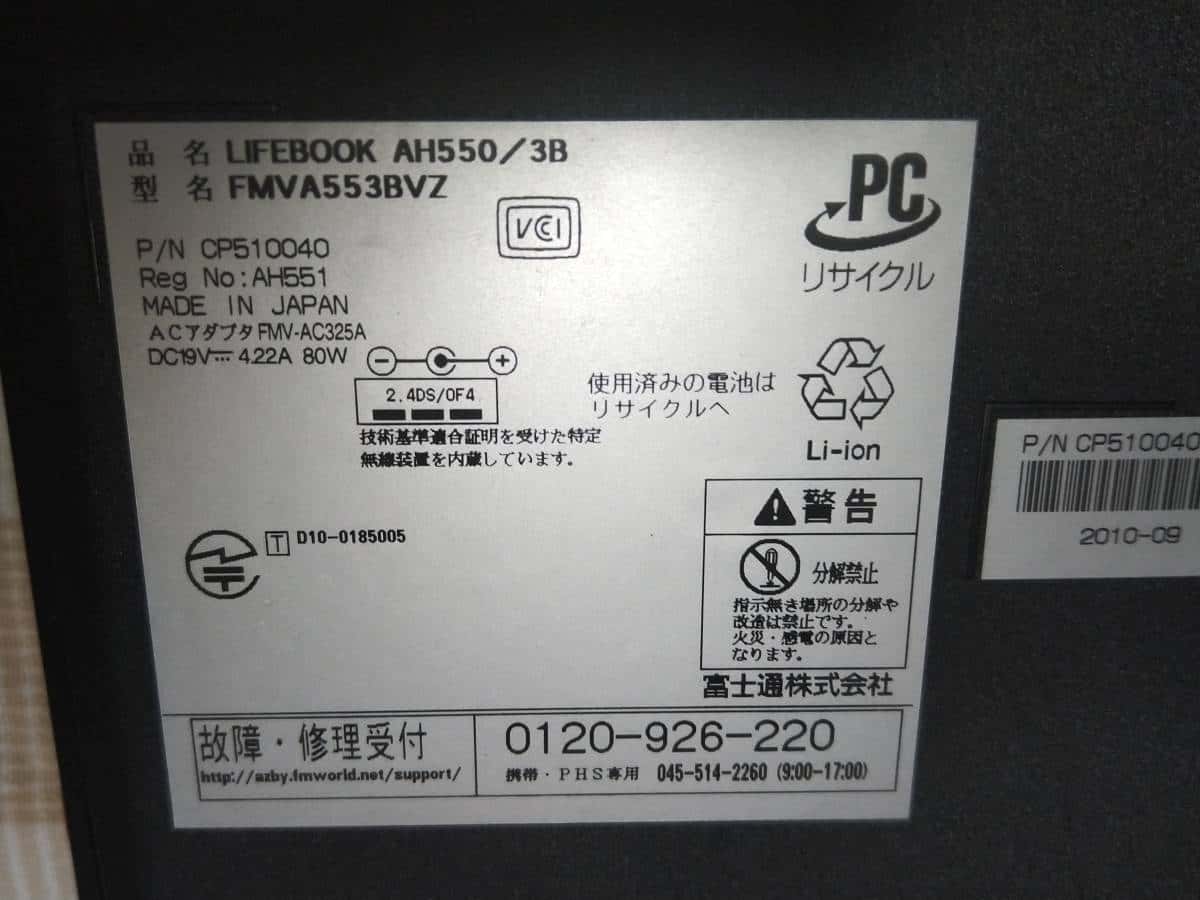 品 名 LIFEBOOK AH550/3B
型 名 FMVA553BVZ
VCI
PC
リサイクル
P/N CP510040
Reg No:AH551
MADE IN JAPAN
ACアダプタFMV-AC325A
DC19V⎓ 4.22A 80W
2.4DS/OF4
技術基準適合証明を受けた特定
無線装置を内蔵しています。
使用済みの電池は
リサイクルへ
Li-ion
T D10-0185005
警告
分解禁止
指示無き場所の分解や
改造は禁止です。
火災・感電の原因と
なります。
富士通株式会社
故障・修理受付
http://azby.fmworld.net/support/
0120-926-220
携帯・PHS専用 045-514-2260 (9:00-17:00)
P/N CP510040
2010-09